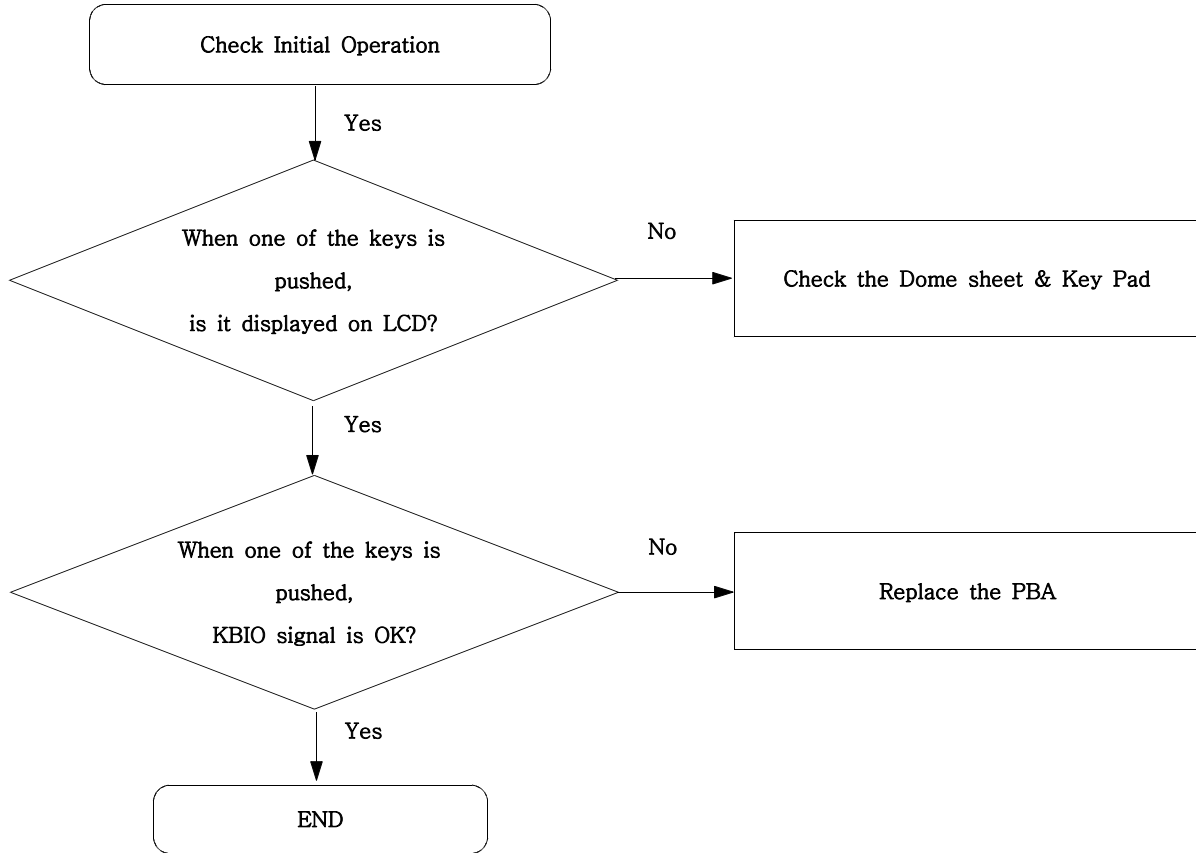 Check Initial Operation
Yes
When one of the keys is
pushed,
is it displayed on LCD?
No
Check the Dome sheet & Key Pad
Yes
When one of the keys is
pushed,
KBIO signal is OK?
No
Replace the PBA
Yes
END